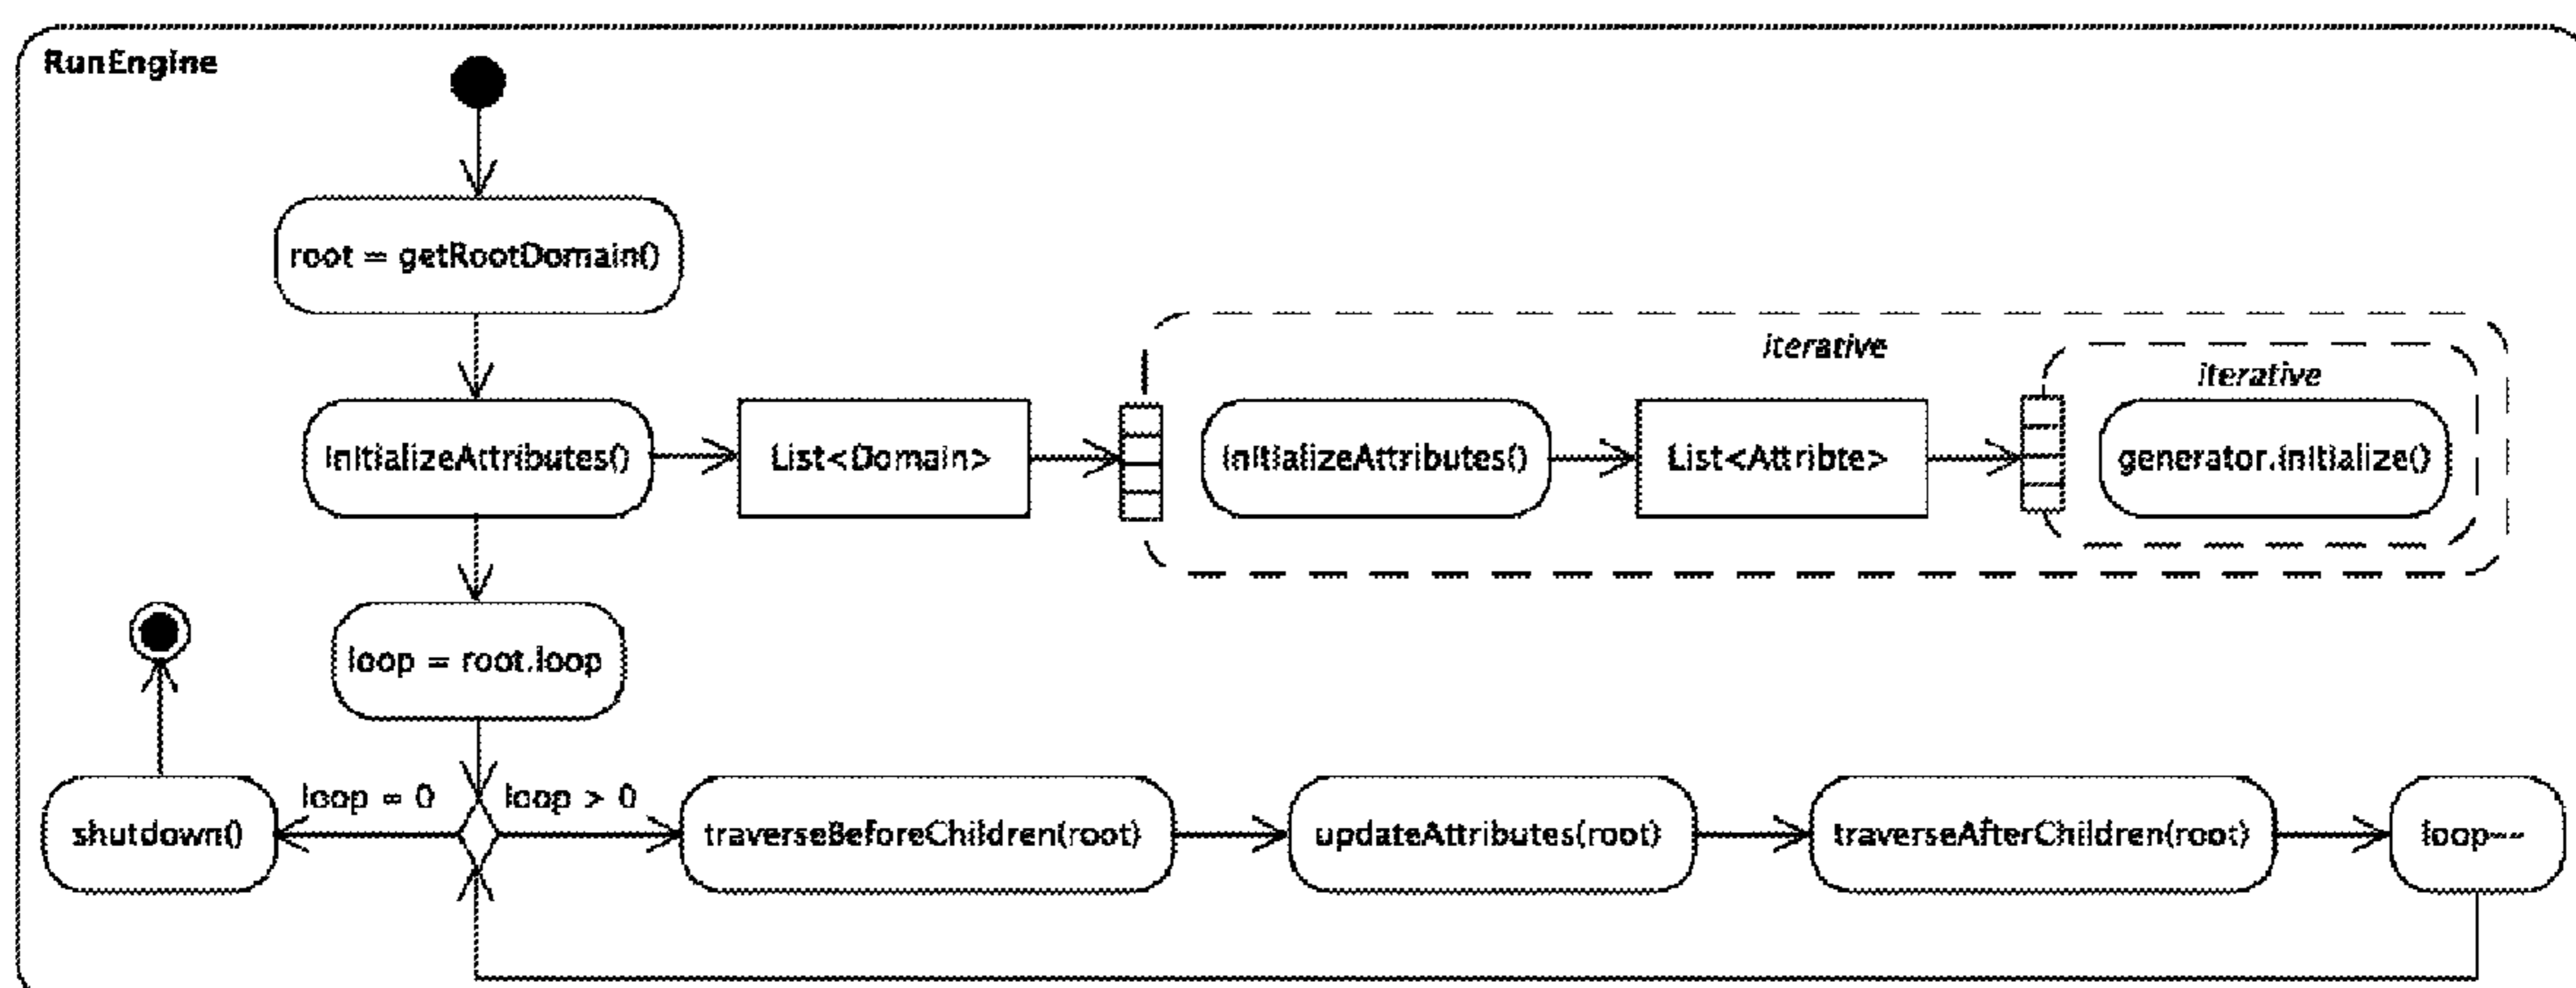 RunEngine
root = getRootDomain()
iterative
iterative
initializeAttributes()
List<Domain>
initializeAttributes()
List<Attribte>
generator.initialize()
loop = root.loop
loop = 0
loop > 0
shutdown()
traverseBeforeChildren(root)
updateAttributes(root)
traverseAfterChildren(root)
loop--